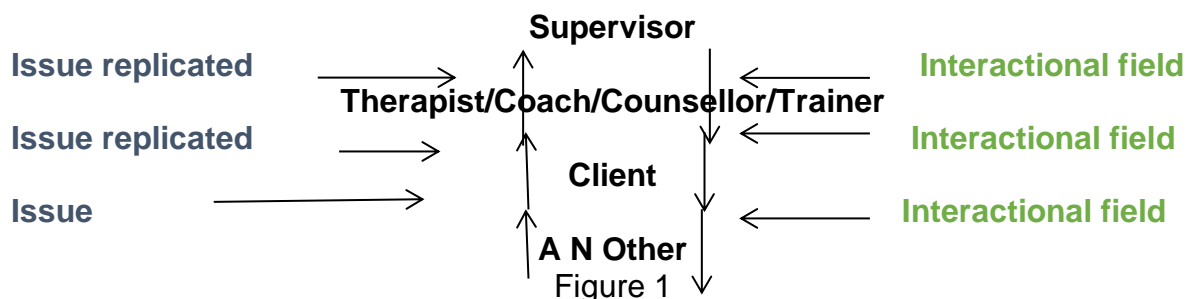 Supervisor
Issue replicated Interactional field
Therapist/Coach/Counsellor/Trainer
Issue replicated Interactional field
Client
Issue Interactional field
A N Other
Figure 1